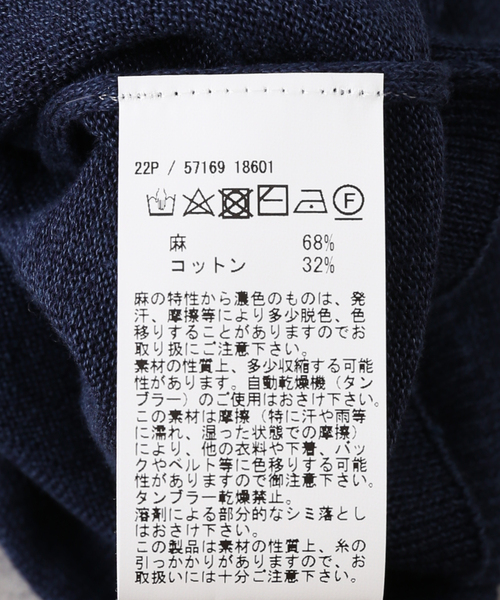 22P / 57169 18601
F
麻 68%
コットン 32%
麻の特性から濃色のものは、発
汗、摩擦等により多少脱色、色
移りすることがありますのでお
取り扱にご注意下さい。
素材の性質上、多少収縮する可能
性があります。自動乾燥機（タン
ブラー）のご使用はおさけ下さい。
この素材は摩擦（特に汗や雨等
に濡れ、湿った状態での摩擦）
により、他の衣料や下着、バッ
クやベルト等に色移りする可能
性がありますので御注意下さい。
タンブラー乾燥禁止。
溶剤による部分的なシミ落とし
はおさけ下さい。
この製品は素材の性質上、糸の
引っかかりがありますので、お
取扱いには十分ご注意下さい。